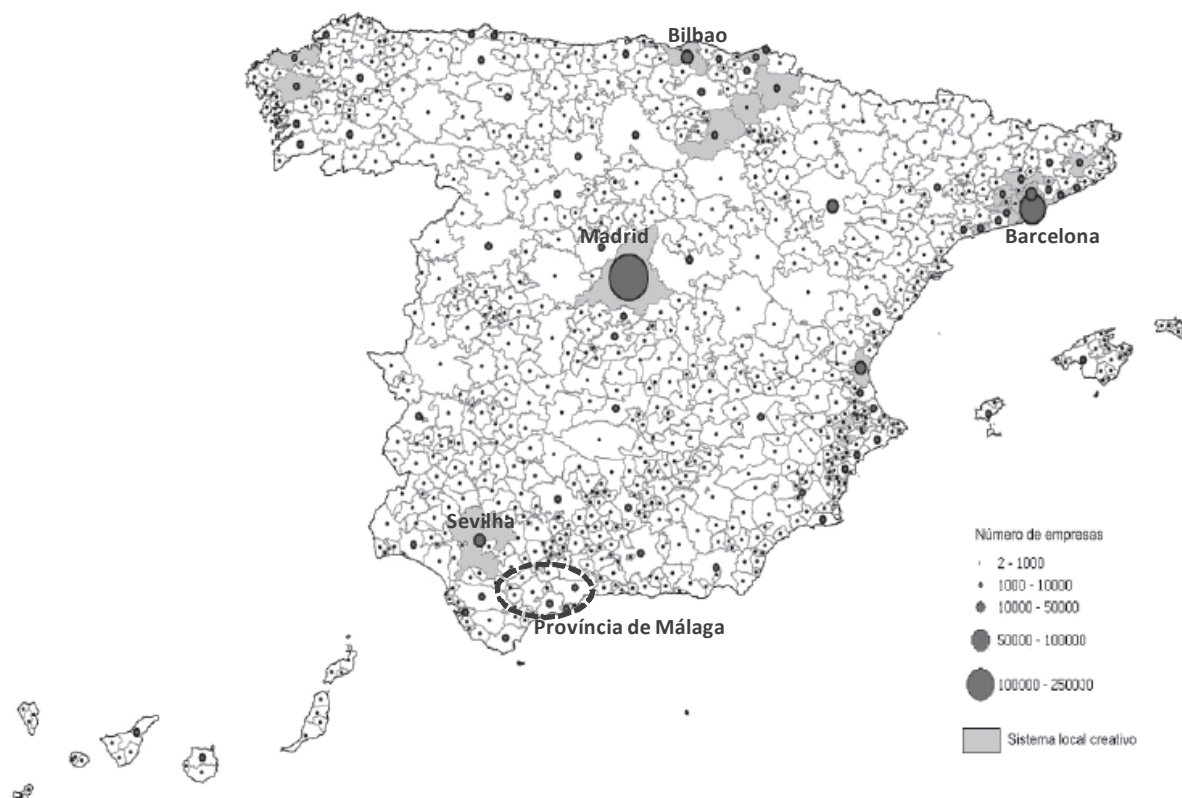 Bilbao
Madrid
Barcelona
Sevilha
Província de Málaga
Número de empresas
2 - 1000
1000 - 10000
10000 - 50000
50000 - 100000
100000 - 250000
Sistema local creativo